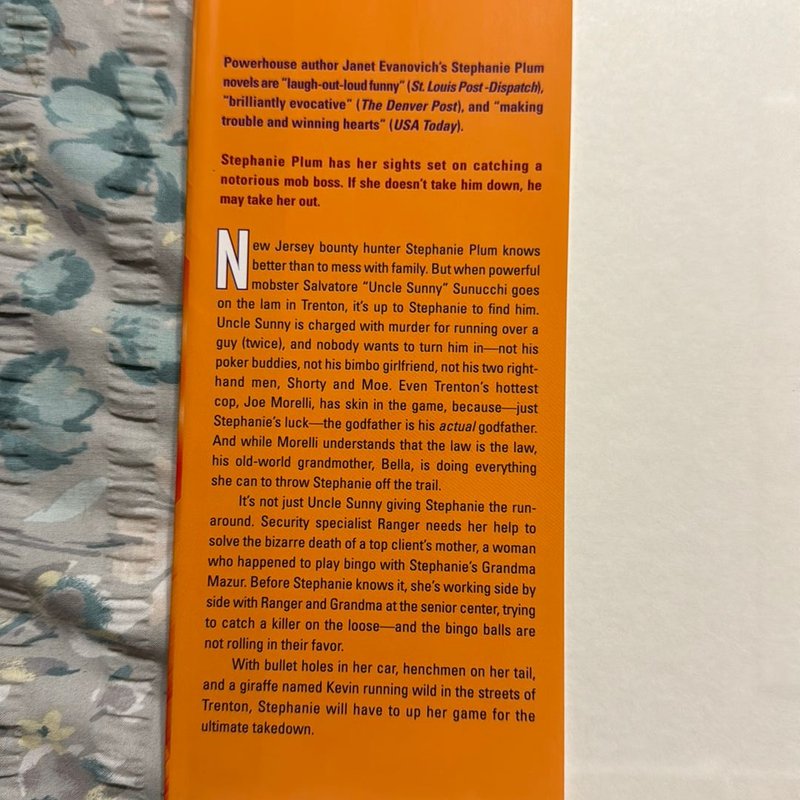 Powerhouse author Janet Evanovich's Stephanie Plum
novels are "laugh-out-loud funny" (St. Louis Post-Dispatch),
"brilliantly evocative" (The Denver Post), and "making
trouble and winning hearts" (USA Today).
Stephanie Plum has her sights set on catching a
notorious mob boss. If she doesn't take him down, he
may take her out.
New Jersey bounty hunter Stephanie Plum knows
better than to mess with family. But when powerful
mobster Salvatore "Uncle Sunny" Sunucchi goes
on the lam in Trenton, it's up to Stephanie to find him.
Uncle Sunny is charged with murder for running over a
guy (twice), and nobody wants to turn him in—not his
poker buddies, not his bimbo girlfriend, not his two right-
hand men, Shorty and Moe. Even Trenton's hottest
cop, Joe Morelli, has skin in the game, because—just
Stephanie's luck—the godfather is his actual godfather.
And while Morelli understands that the law is the law,
his old-world grandmother, Bella, is doing everything
she can to throw Stephanie off the trail.
It's not just Uncle Sunny giving Stephanie the run-
around. Security specialist Ranger needs her help to
solve the bizarre death of a top client's mother, a woman
who happened to play bingo with Stephanie's Grandma
Mazur. Before Stephanie knows it, she's working side by
side with Ranger and Grandma at the senior center, trying
to catch a killer on the loose—and the bingo balls are
not rolling in their favor.
With bullet holes in her car, henchmen on her tail,
and a giraffe named Kevin running wild in the streets of
Trenton, Stephanie will have to up her game for the
ultimate takedown.